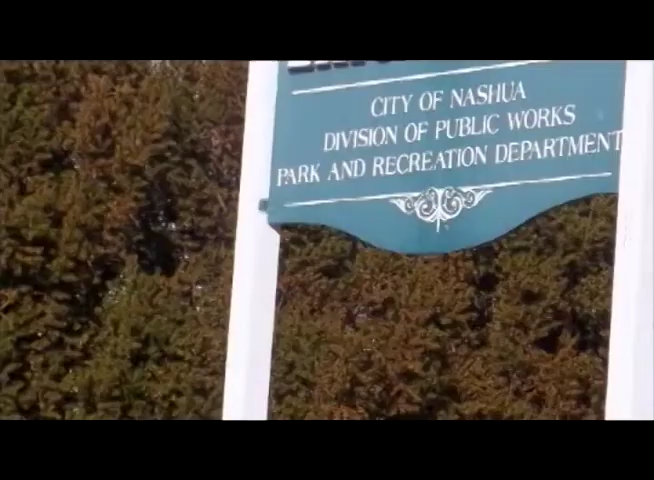 CITY OF NASHUA
DIVISION OF PUBLIC WORKS
PARK AND RECREATION DEPARTMENT